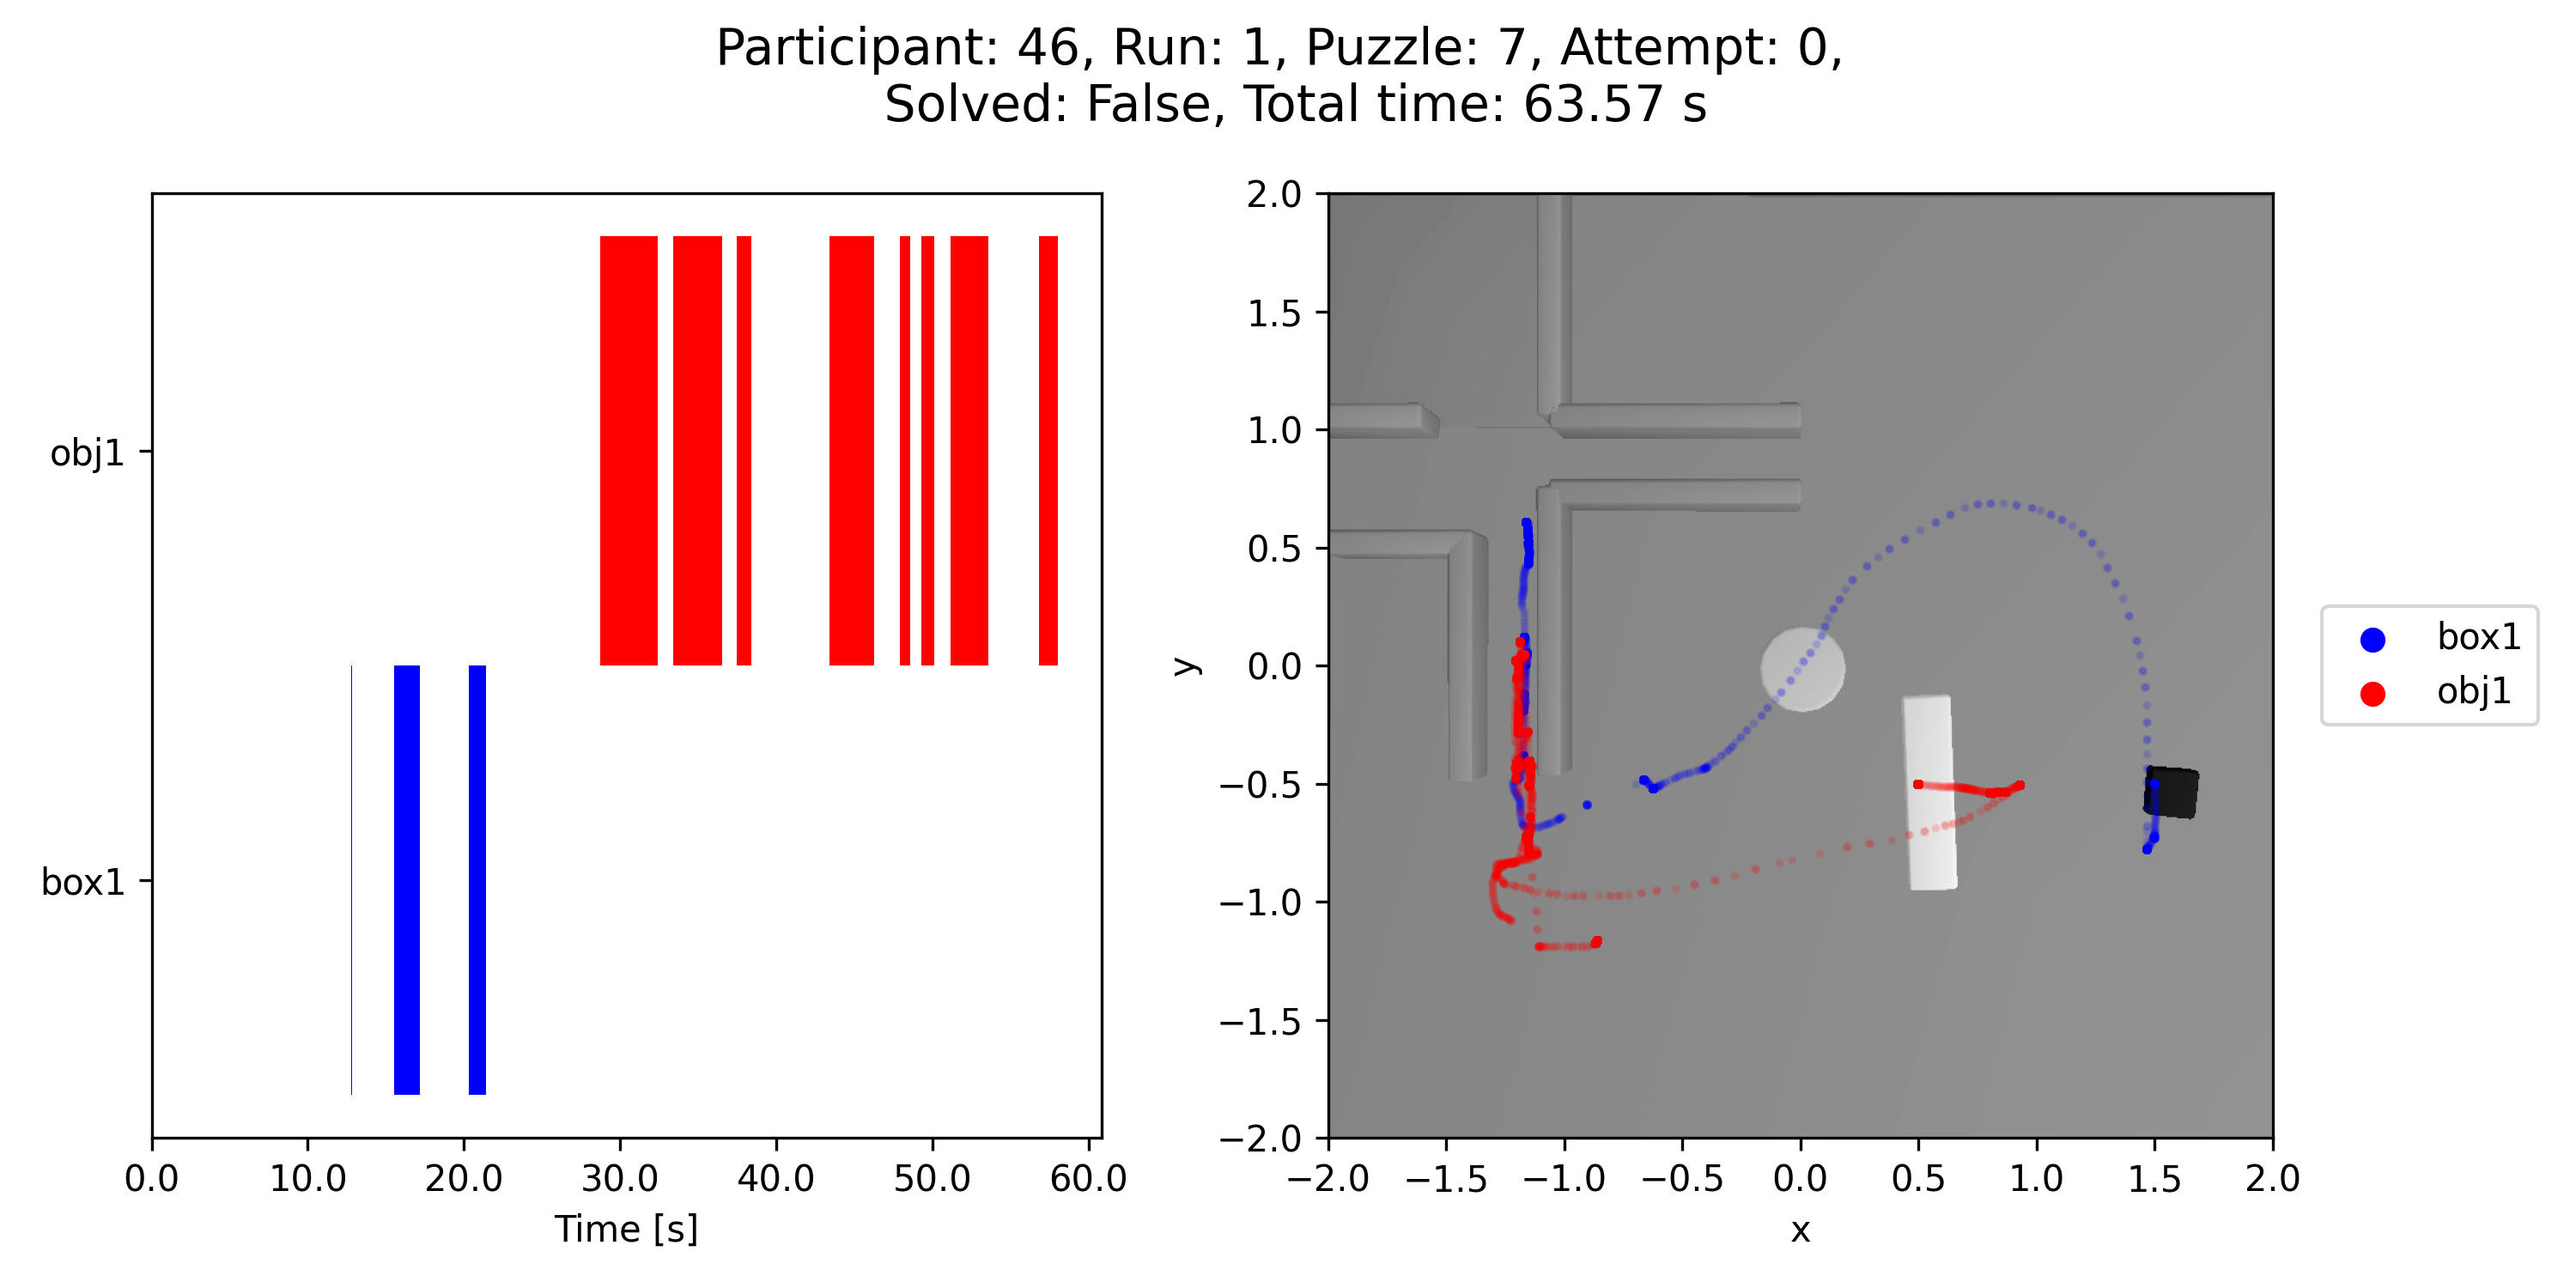 Participant: 46, Run: 1, Puzzle: 7, Attempt: 0,
Solved: False, Total time: 63.57 s
obj1
box1
0.0 10.0 20.0 30.0 40.0 50.0 60.0
Time [s]
2.0
1.5
1.0
0.5
0.0
−0.5
−1.0
−1.5
−2.0
y
−2.0 −1.5 −1.0 −0.5 0.0 0.5 1.0 1.5 2.0
x
box1
obj1